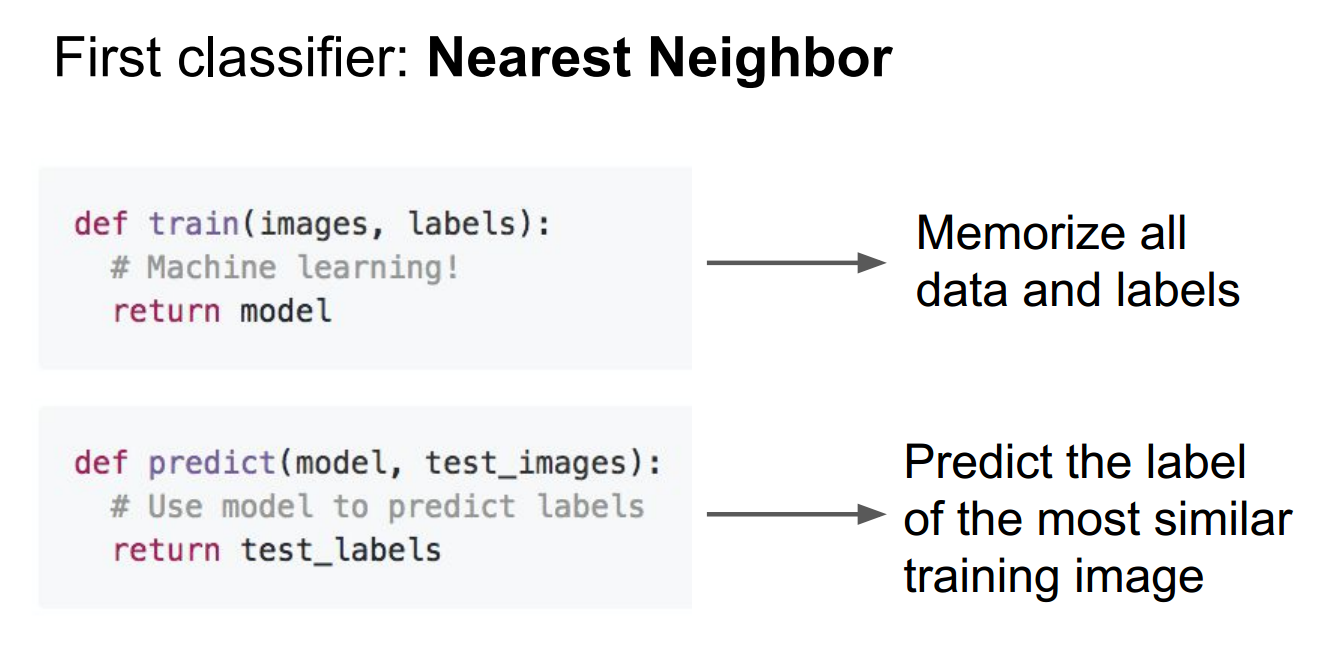 First classifier: Nearest Neighbor
def train(images, labels):
  # Machine learning!
  return model
Memorize all
data and labels
def predict(model, test_images):
  # Use model to predict labels
  return test_labels
Predict the label
of the most similar
training image